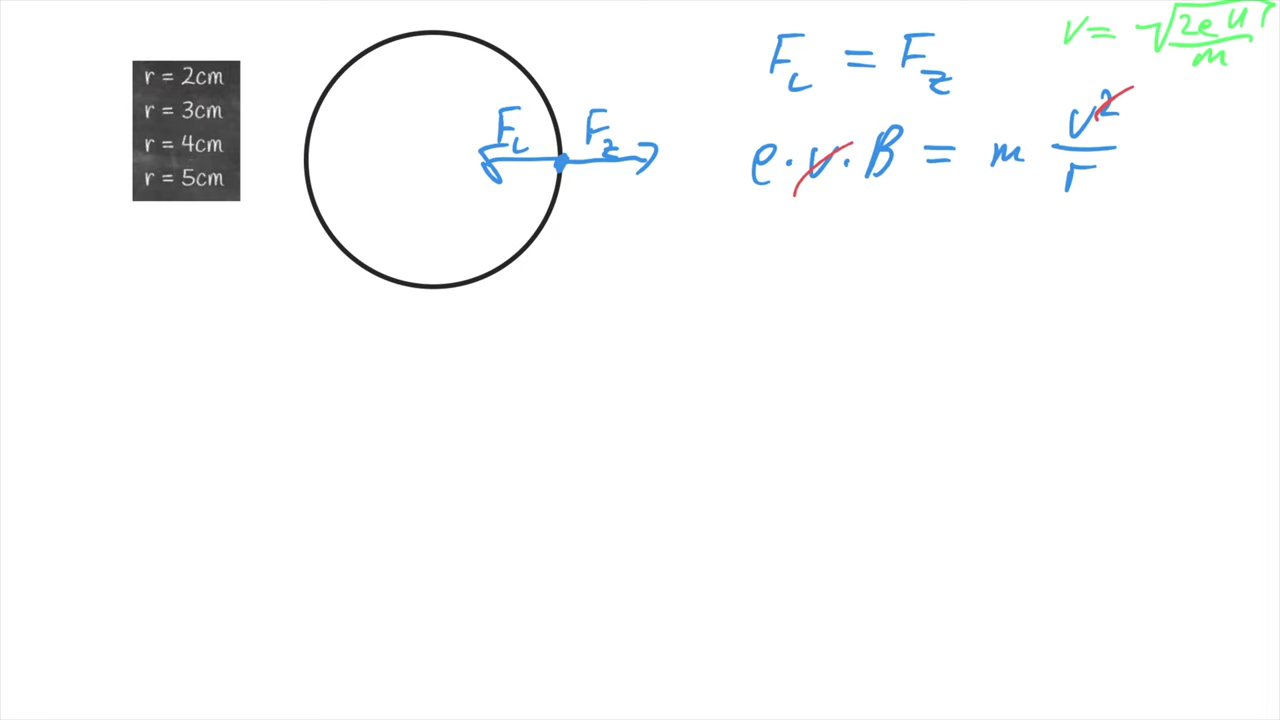 r = 2cm
r = 3cm
r = 4cm
r = 5cm
F_L F_z
F_L = F_z
e · v · B = m v²/r
v = √(2eU/m)